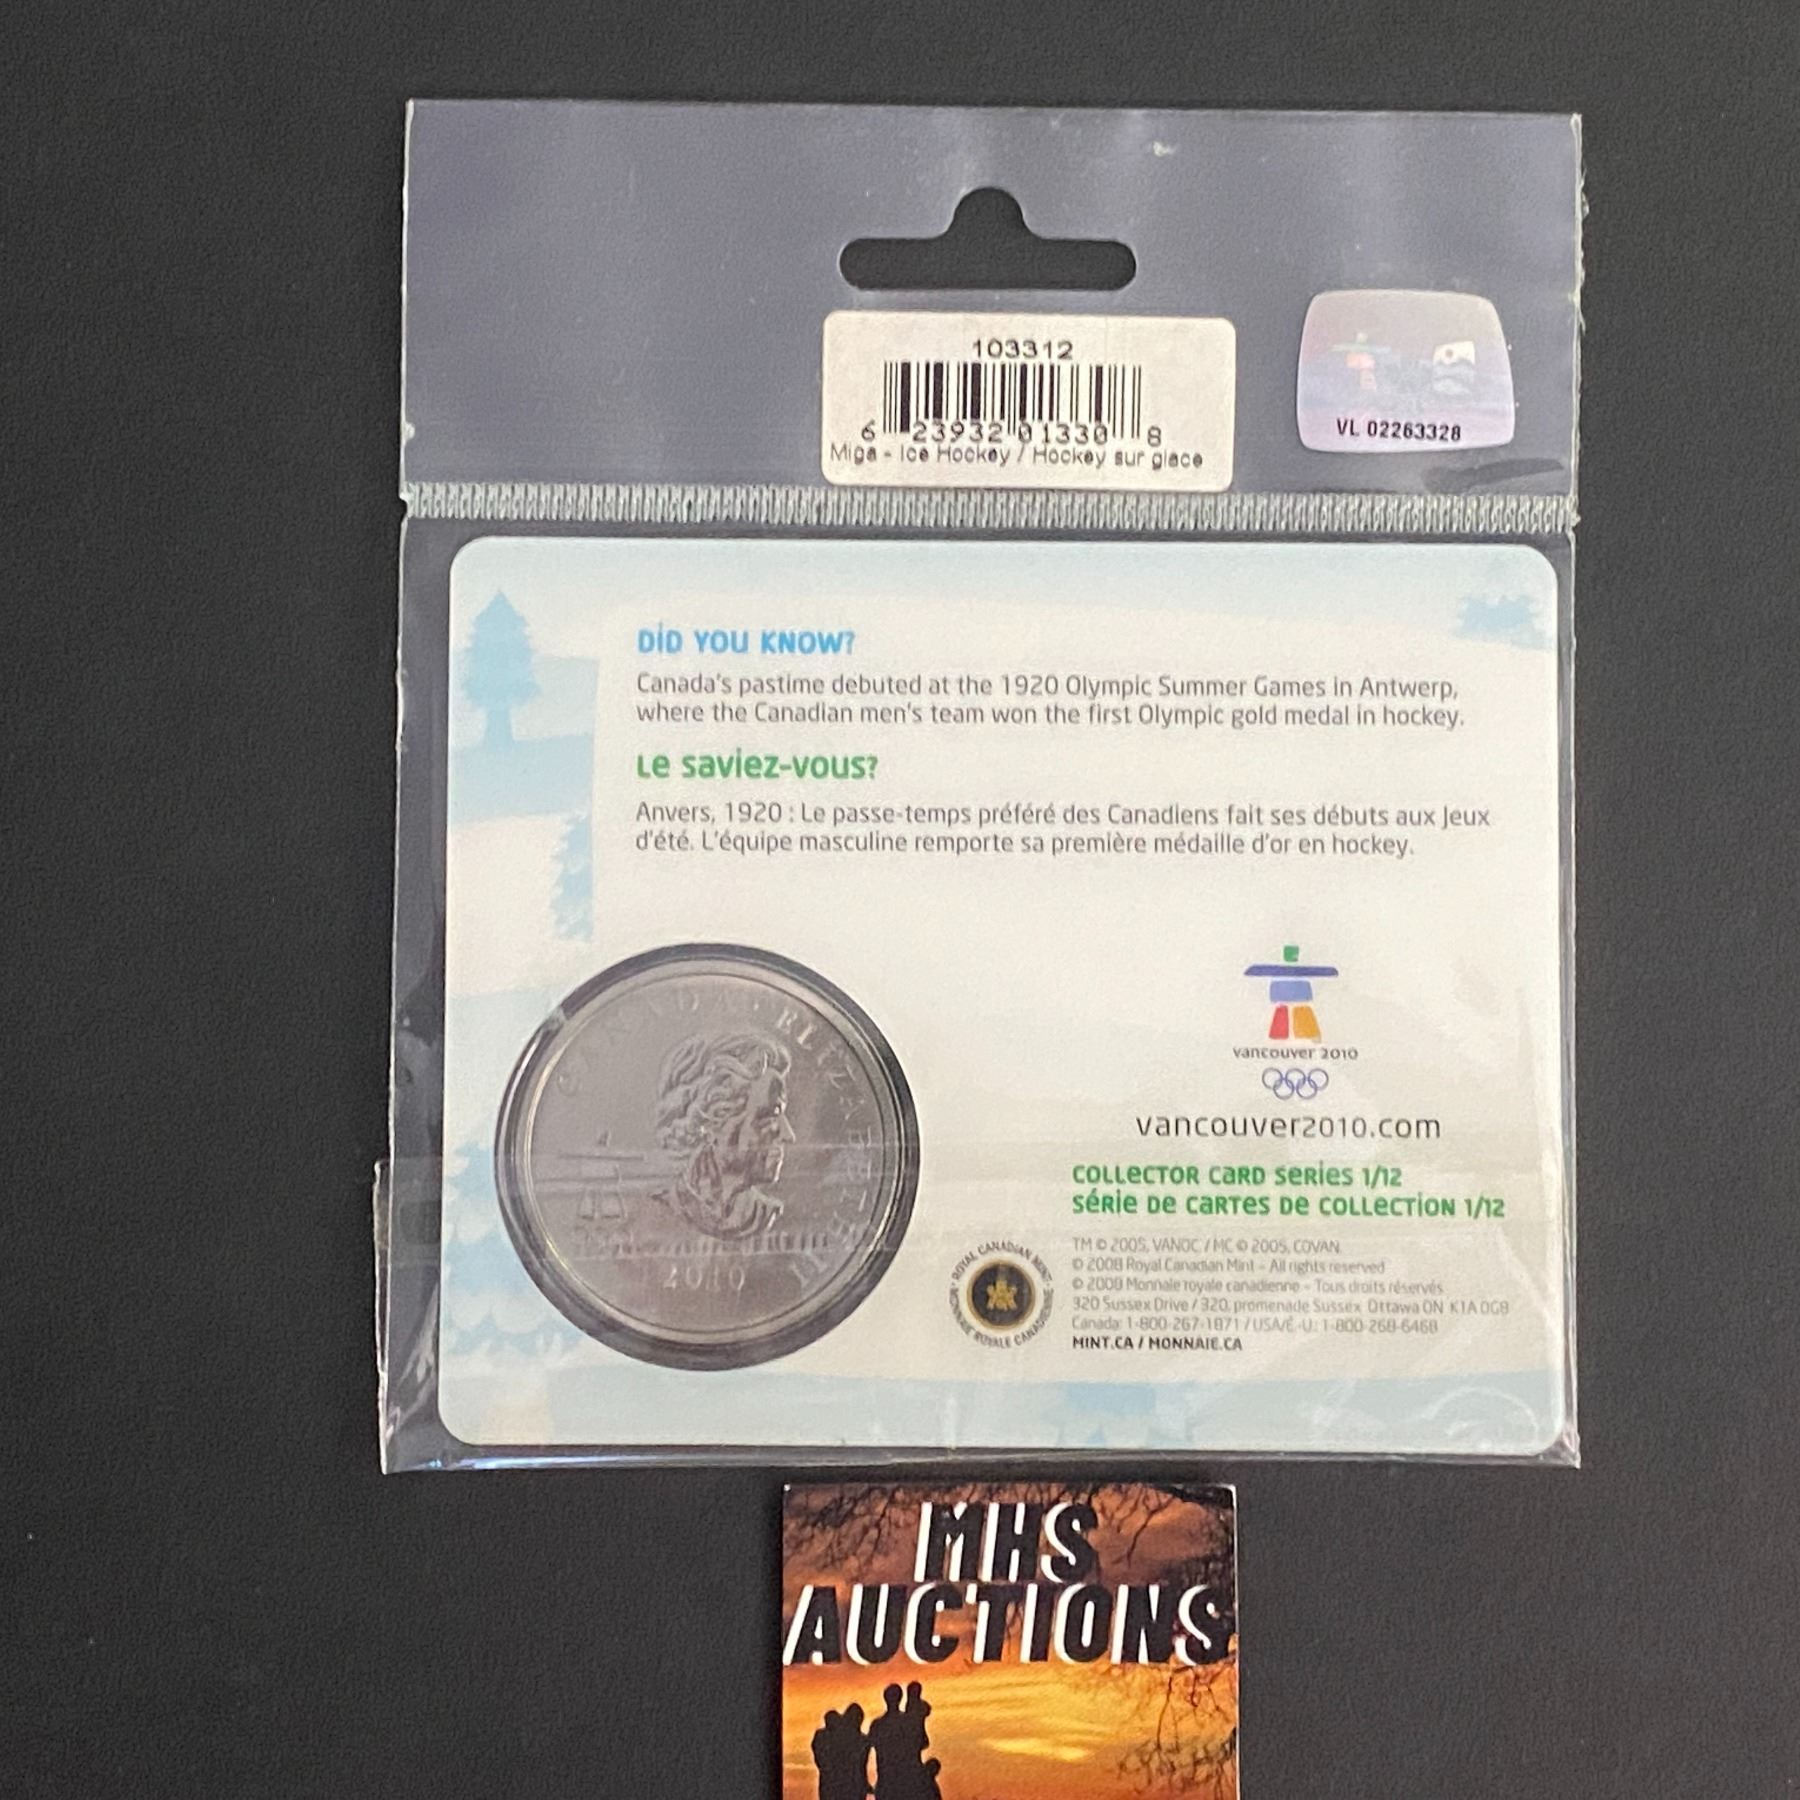 103312
6 23932 01330 8
Miga - Ice Hockey / Hockey sur glace
VL 02263328
DID YOU KNOW?
Canada's pastime debuted at the 1920 Olympic Summer Games in Antwerp,
where the Canadian men's team won the first Olympic gold medal in hockey.
Le saviez-vous?
Anvers, 1920 : Le passe-temps préféré des Canadiens fait ses débuts aux Jeux
d'été. L'équipe masculine remporte sa première médaille d'or en hockey.
CANADA ELIZABETH II
2010
vancouver 2010
vancouver2010.com
COLLECTOR CARD SERIES 1/12
SÉRIE DE CARTES DE COLLECTION 1/12
ROYAL CANADIAN MINT
MONNAIE ROYALE CANADIENNE
TM © 2005, VANOC / MC © 2005, COVAN.
© 2008 Royal Canadian Mint – All rights reserved
© 2008 Monnaie royale canadienne – Tous droits réservés
320 Sussex Drive / 320, promenade Sussex Ottawa ON K1A 0G8
Canada: 1-800-267-1871 / USA/É.-U.: 1-800-268-6468
MINT.CA / MONNAIE.CA
MHS
AUCTIONS